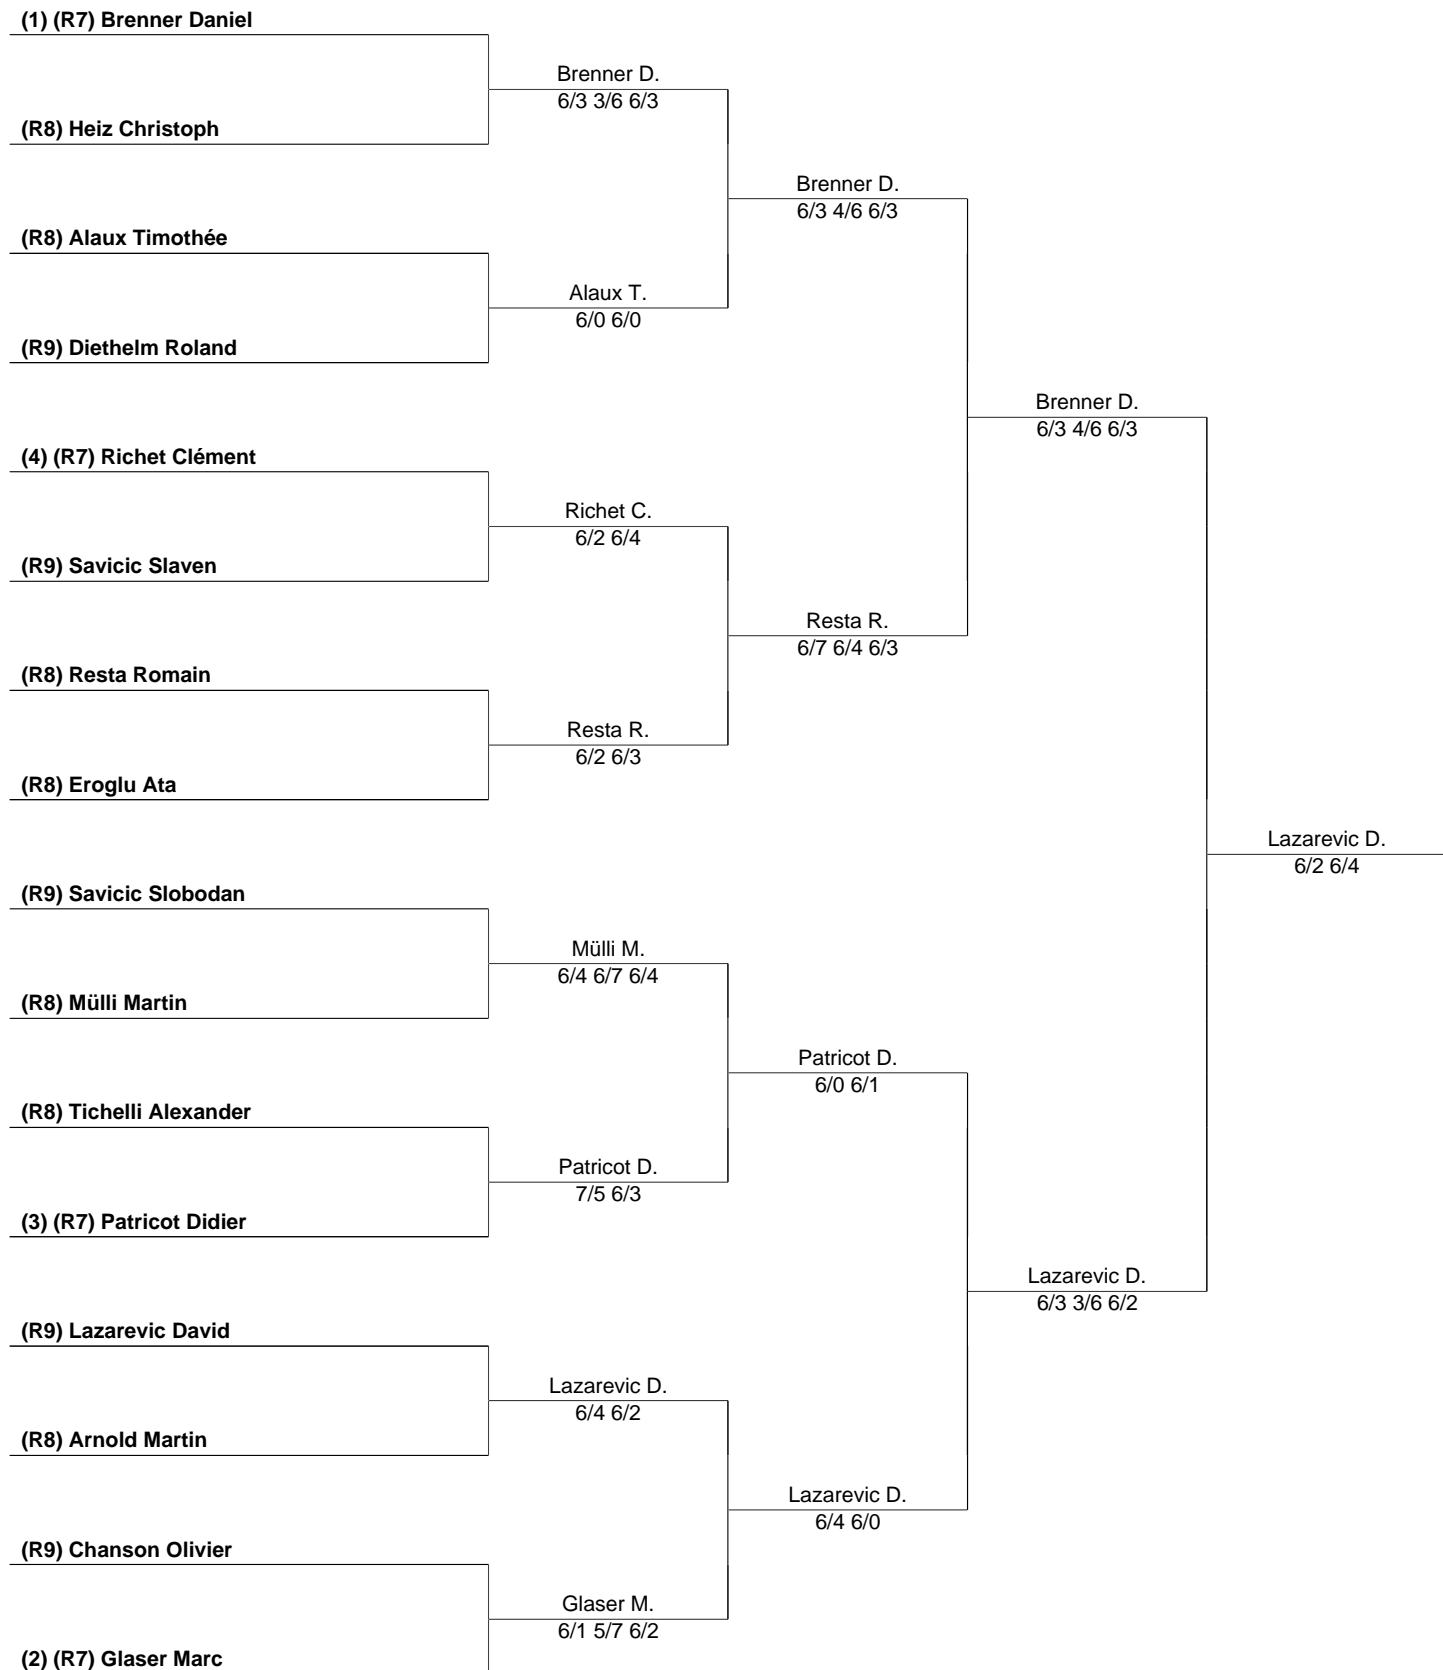 (1) (R7) Brenner Daniel
Brenner D.
6/3 3/6 6/3
(R8) Heiz Christoph
Brenner D.
6/3 4/6 6/3
(R8) Alaux Timothée
Alaux T.
6/0 6/0
(R9) Diethelm Roland
Brenner D.
6/3 4/6 6/3
(4) (R7) Richet Clément
Richet C.
6/2 6/4
(R9) Savicic Slaven
Resta R.
6/7 6/4 6/3
(R8) Resta Romain
Resta R.
6/2 6/3
(R8) Eroglu Ata
Lazarevic D.
6/2 6/4
(R9) Savicic Slobodan
Mülli M.
6/4 6/7 6/4
(R8) Mülli Martin
Patricot D.
6/0 6/1
(R8) Tichelli Alexander
Patricot D.
7/5 6/3
(3) (R7) Patricot Didier
Lazarevic D.
6/3 3/6 6/2
(R9) Lazarevic David
Lazarevic D.
6/4 6/2
(R8) Arnold Martin
Lazarevic D.
6/4 6/0
(R9) Chanson Olivier
Glaser M.
6/1 5/7 6/2
(2) (R7) Glaser Marc